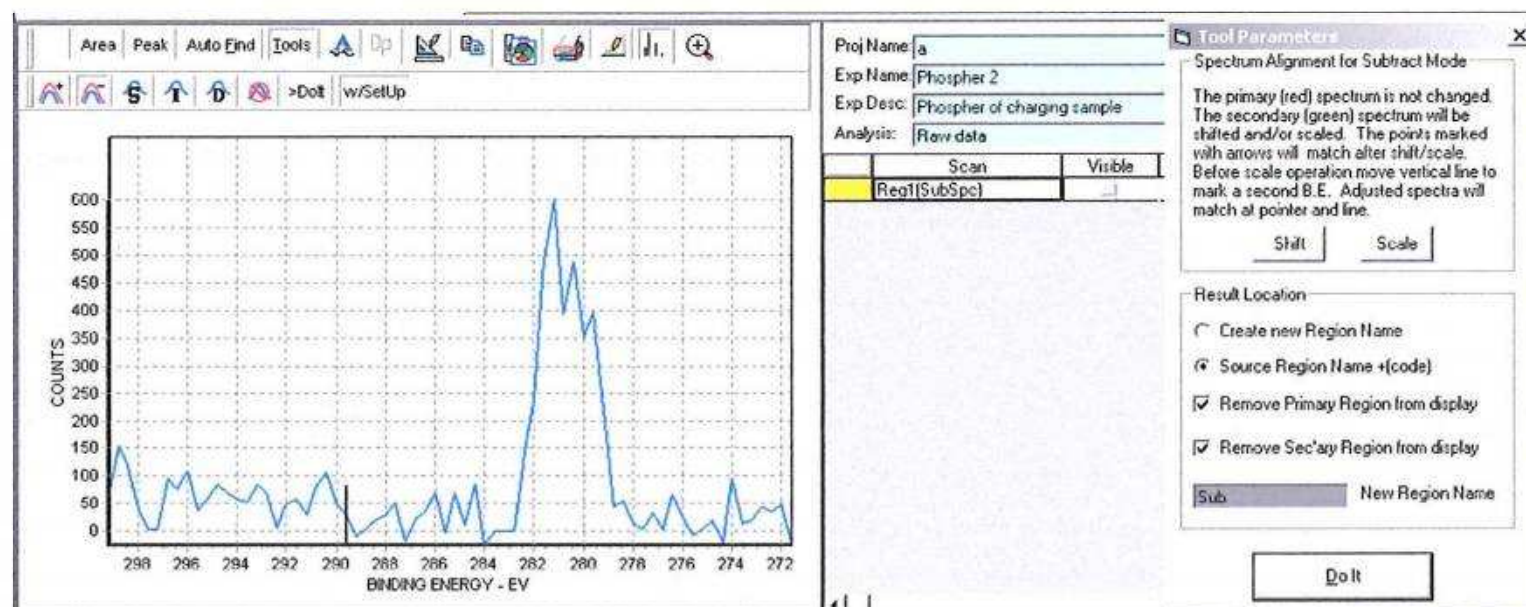 Area Peak Auto Find Tools Dp
S I D >DoIt w/SetUp
600
550
500
450
400
350
300
250
200
150
100
50
0
COUNTS
298 296 294 292 290 288 286 284 282 280 278 276 274 272
BINDING ENERGY - EV
Proj Name: a
Exp Name: Phospher 2
Exp Desc: Phospher of charging sample
Analysis: Raw data
Scan Visible
Reg1(SubSpc)
Tool Parameters
Spectrum Alignment for Subtract Mode
The primary (red) spectrum is not changed.
The secondary (green) spectrum will be
shifted and/or scaled. The points marked
with arrows will match after shift/scale.
Before scale operation move vertical line to
mark a second B.E. Adjusted spectra will
match at pointer and line.
Shift Scale
Result Location
Create new Region Name
Source Region Name +(code)
Remove Primary Region from display
Remove Sec'ary Region from display
Sub New Region Name
Do It